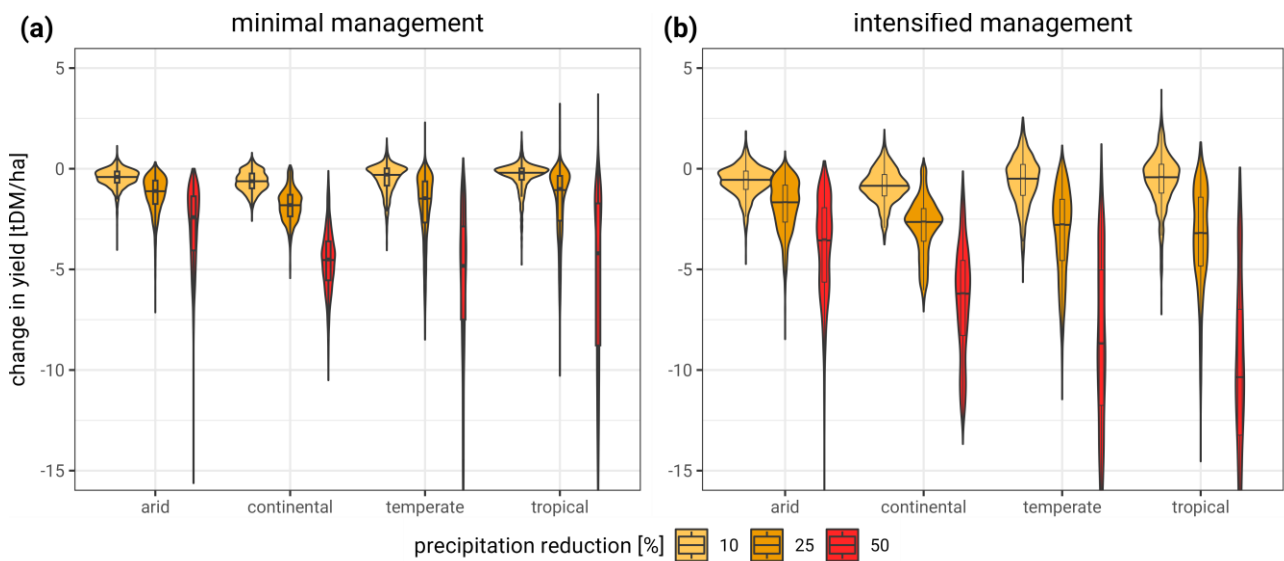 (a) minimal management
(b) intensified management
change in yield [tDM/ha]
5
0
-5
-10
-15
arid continental temperate tropical
5
0
-5
-10
-15
arid continental temperate tropical
precipitation reduction [%] 10 25 50